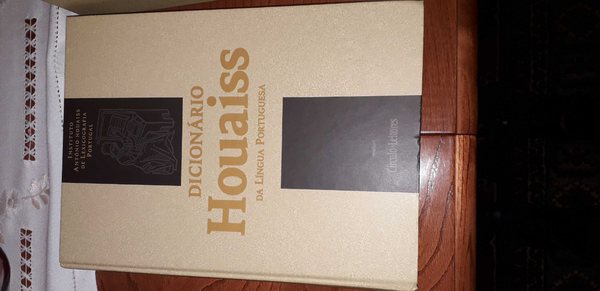 INSTITUTO
ANTÓNIO HOUAISS
DE LEXICOGRAFIA
PORTUGAL
DICIONÁRIO
Houaiss
DA LÍNGUA PORTUGUESA
Círculo de Leitores